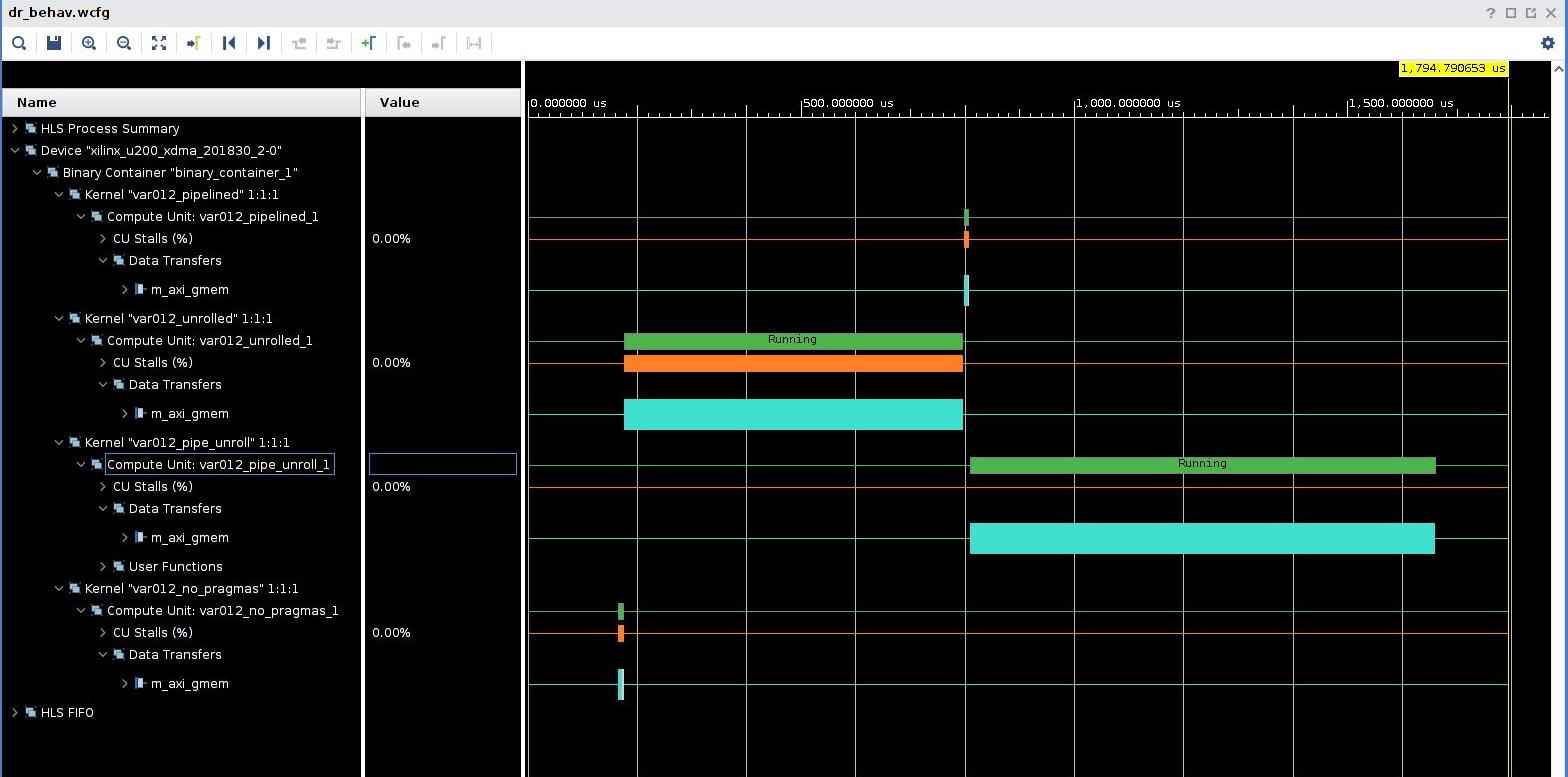 dr_behav.wcfg
1,794.790653 us
Name
Value
0.000000 us
500.000000 us
1,000.000000 us
1,500.000000 us
HLS Process Summary
Device "xilinx_u200_xdma_201830_2-0"
Binary Container "binary_container_1"
Kernel "var012_pipelined" 1:1:1
Compute Unit: var012_pipelined_1
CU Stalls (%)
0.00%
Data Transfers
m_axi_gmem
Kernel "var012_unrolled" 1:1:1
Compute Unit: var012_unrolled_1
Running
CU Stalls (%)
0.00%
Data Transfers
m_axi_gmem
Kernel "var012_pipe_unroll" 1:1:1
Compute Unit: var012_pipe_unroll_1
Running
CU Stalls (%)
0.00%
Data Transfers
m_axi_gmem
User Functions
Kernel "var012_no_pragmas" 1:1:1
Compute Unit: var012_no_pragmas_1
CU Stalls (%)
0.00%
Data Transfers
m_axi_gmem
HLS FIFO